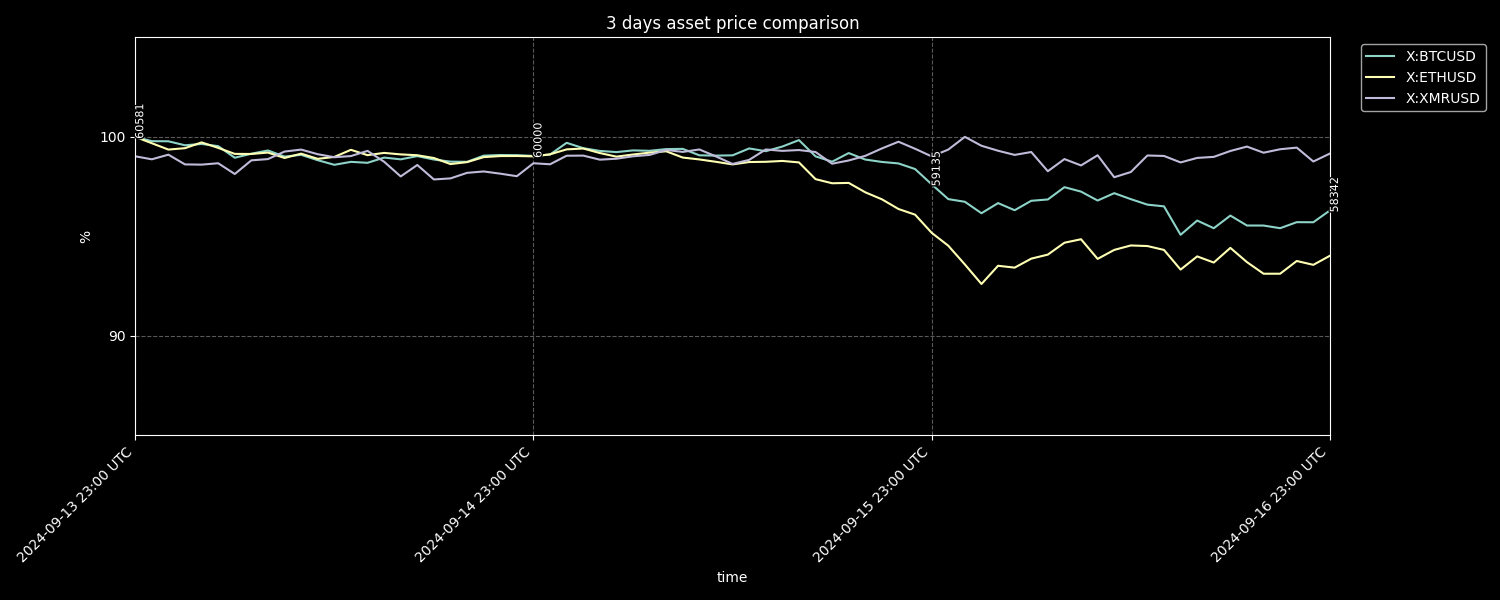 3 days asset price comparison
X:BTCUSD
X:ETHUSD
X:XMRUSD
60581
60000
59135
58342
100
90
%
2024-09-13 23:00 UTC
2024-09-14 23:00 UTC
2024-09-15 23:00 UTC
2024-09-16 23:00 UTC
time